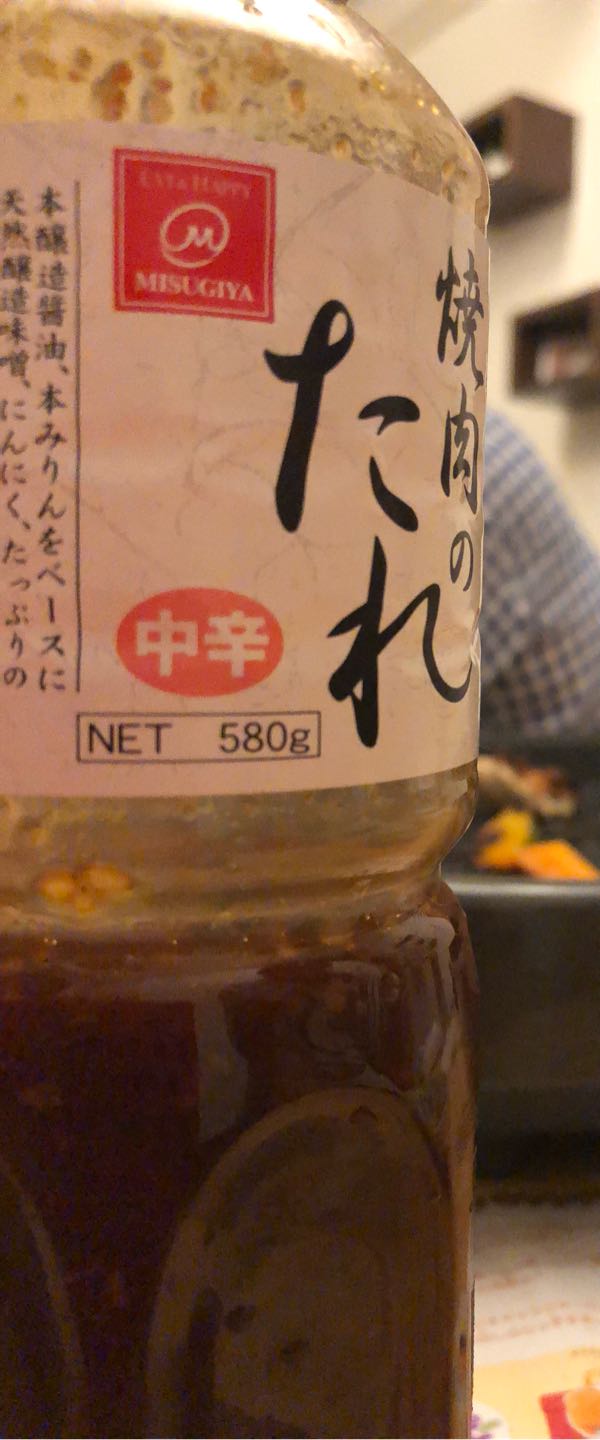 EAT & HAPPY
MISUGIYA
焼肉の
たれ
中辛
NET 580g
本醸造醤油、本みりんをベースに
天然醸造味噌、にんにく、たっぷりの